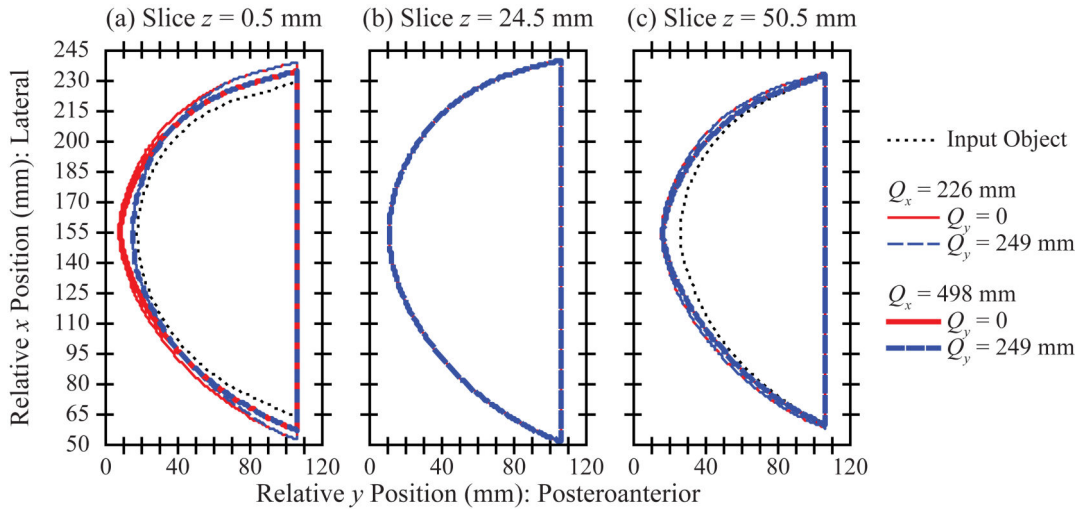 (a) Slice z = 0.5 mm
(b) Slice z = 24.5 mm
(c) Slice z = 50.5 mm
Relative x Position (mm): Lateral
245
230
215
200
185
170
155
140
125
110
95
80
65
50
0 40 80 120
0 40 80 120
0 40 80 120
Relative y Position (mm): Posteroanterior
Input Object
Qx = 226 mm
Qy = 0
Qy = 249 mm
Qx = 498 mm
Qy = 0
Qy = 249 mm